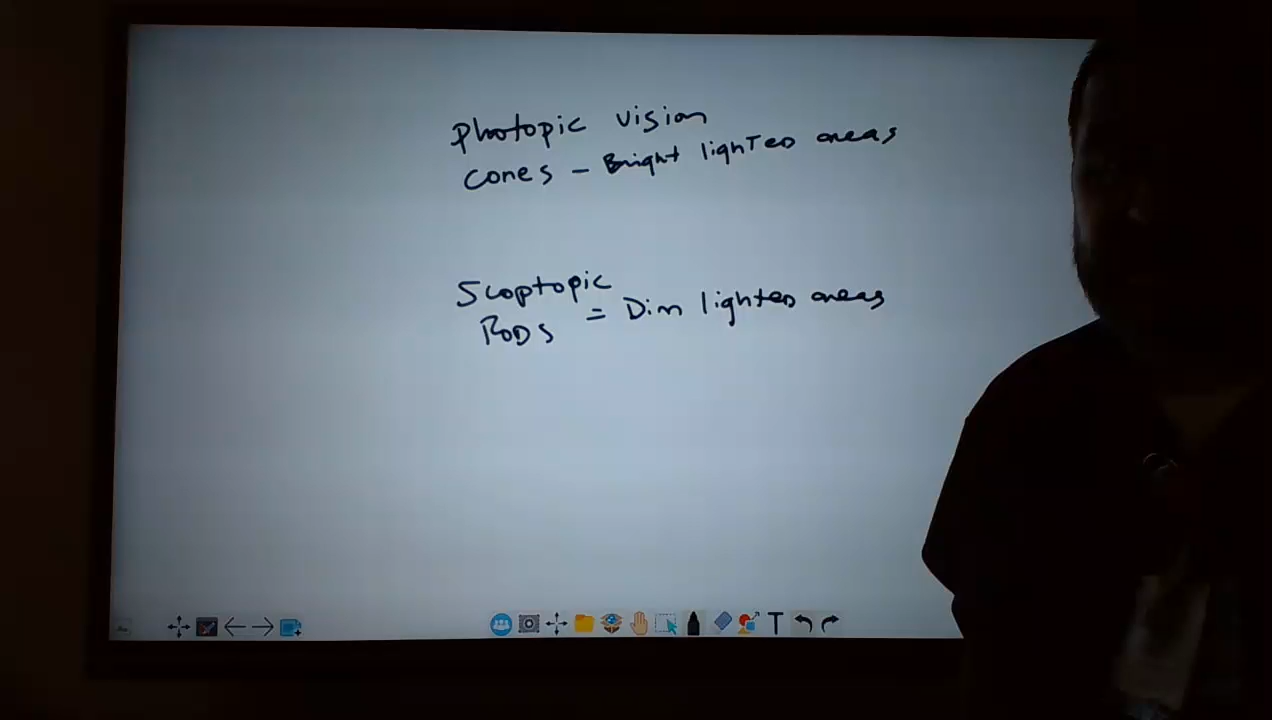 Photopic vision
Cones - Bright lighted areas
Scoptopic
Rods = Dim lighted areas